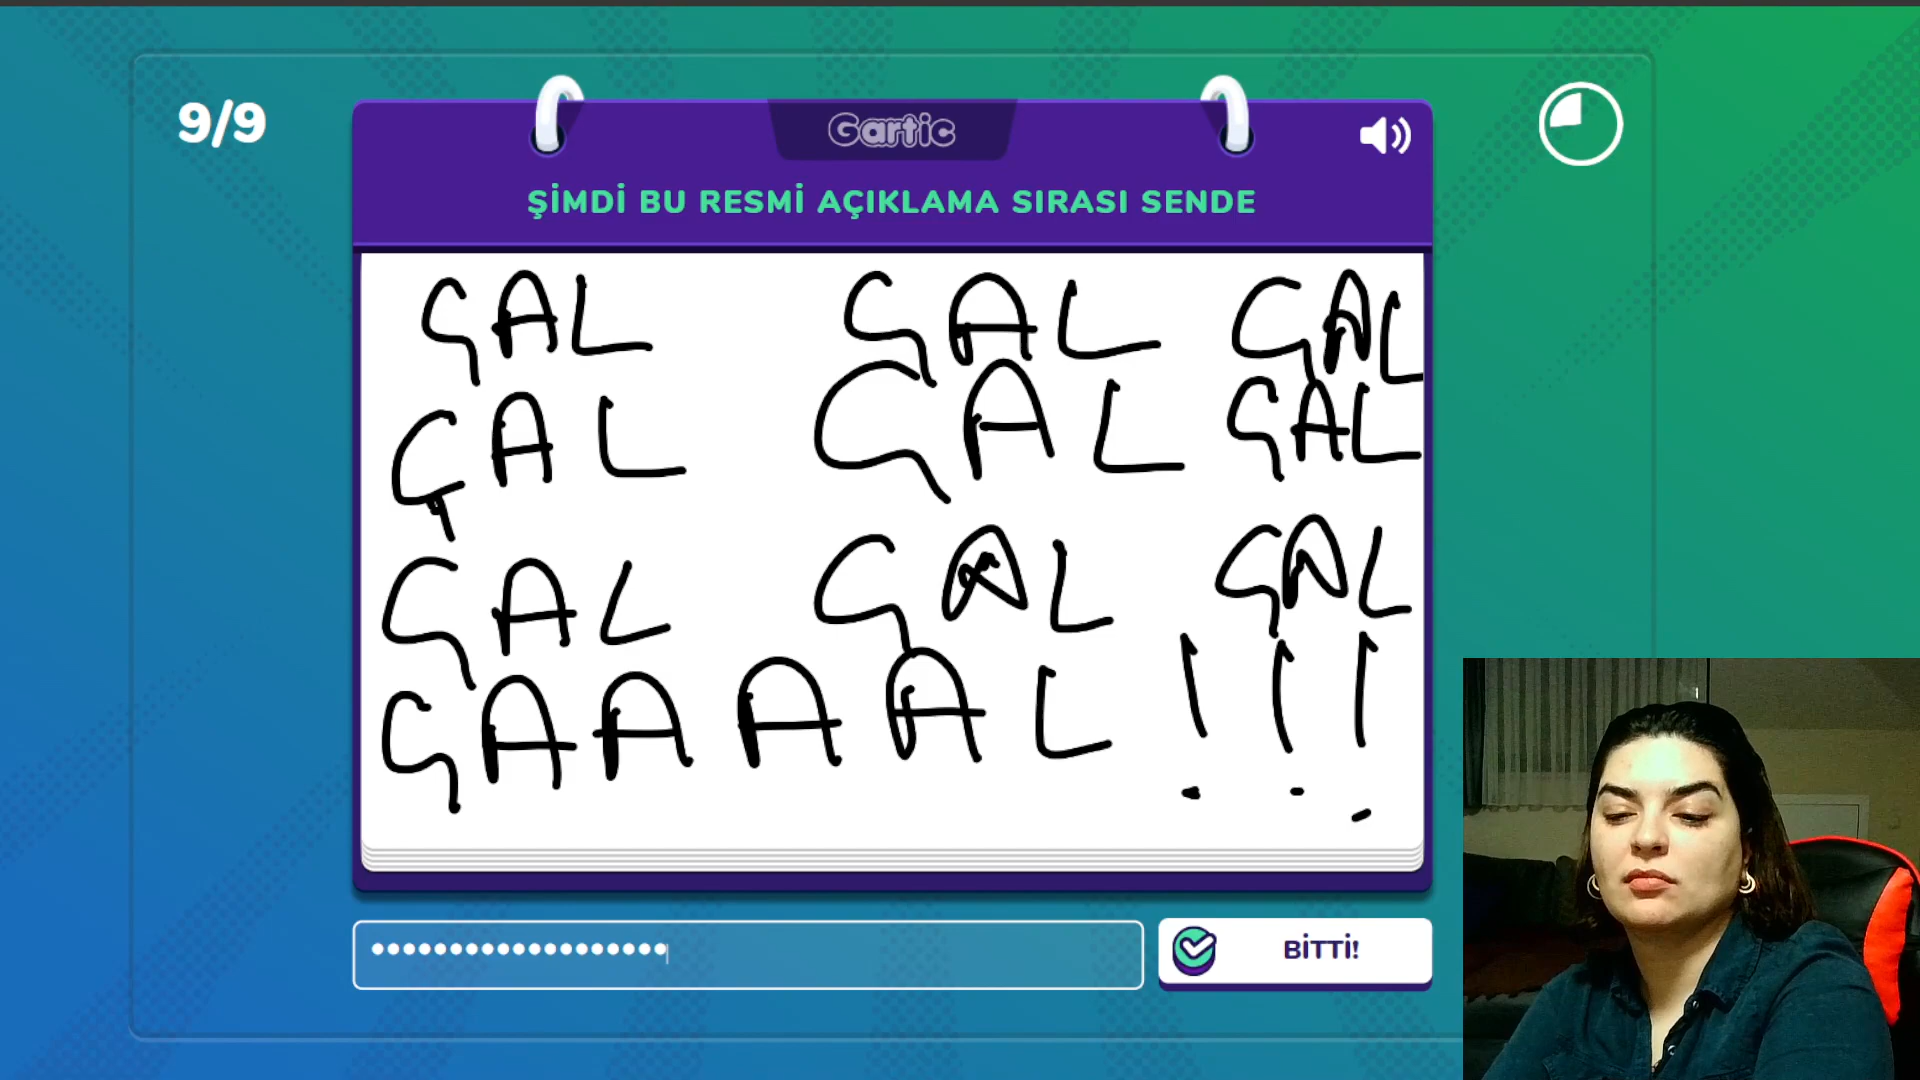 9/9
Gartic
ŞİMDİ BU RESMİ AÇIKLAMA SIRASI SENDE
ÇAL ÇAL ÇAL
ÇAL ÇAL ÇAL
ÇAL ÇAL ÇAL
ÇAAAAL !!!
BİTTİ!